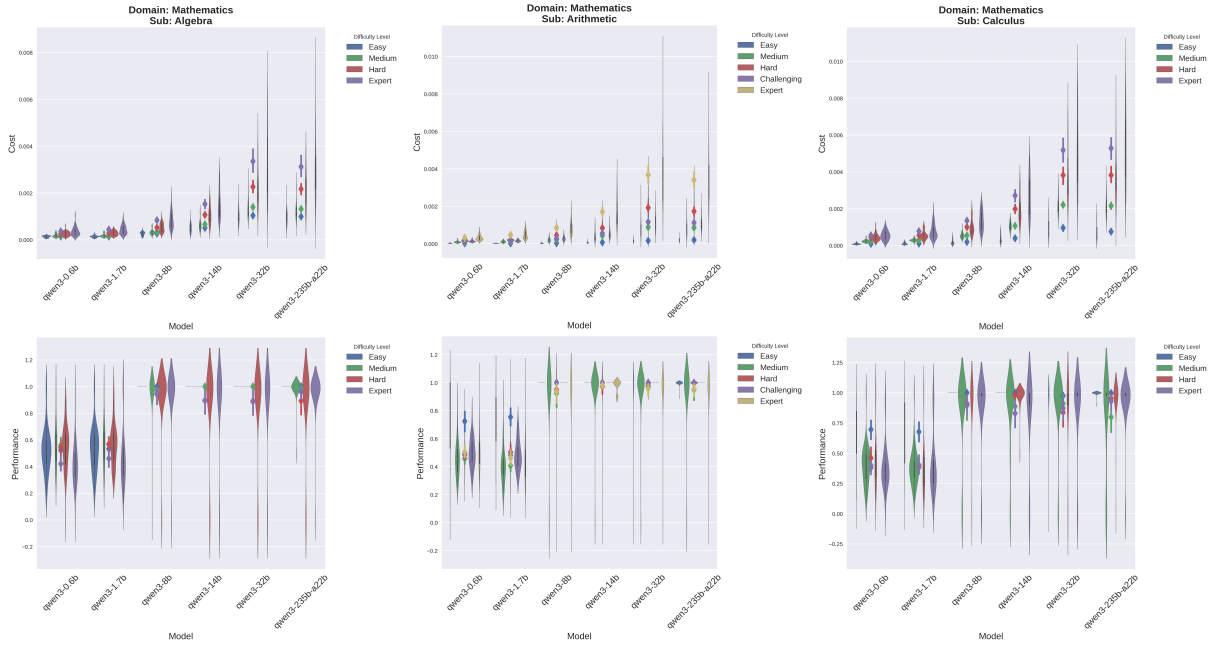 Domain: Mathematics
Sub: Algebra
Cost
0.008
0.006
0.004
0.002
0.000
qwen3-0.6b
qwen3-1.7b
qwen3-8b
qwen3-14b
qwen3-32b
qwen3-235b-a22b
Model
Difficulty Level
Easy
Medium
Hard
Expert
Domain: Mathematics
Sub: Arithmetic
Cost
0.010
0.008
0.006
0.004
0.002
0.000
qwen3-0.6b
qwen3-1.7b
qwen3-8b
qwen3-14b
qwen3-32b
qwen3-235b-a22b
Model
Difficulty Level
Easy
Medium
Hard
Challenging
Expert
Domain: Mathematics
Sub: Calculus
Cost
0.010
0.008
0.006
0.004
0.002
0.000
qwen3-0.6b
qwen3-1.7b
qwen3-8b
qwen3-14b
qwen3-32b
qwen3-235b-a22b
Model
Difficulty Level
Easy
Medium
Hard
Expert
Performance
1.2
1.0
0.8
0.6
0.4
0.2
0.0
−0.2
qwen3-0.6b
qwen3-1.7b
qwen3-8b
qwen3-14b
qwen3-32b
qwen3-235b-a22b
Model
Difficulty Level
Easy
Medium
Hard
Expert
Performance
1.2
1.0
0.8
0.6
0.4
0.2
0.0
−0.2
qwen3-0.6b
qwen3-1.7b
qwen3-8b
qwen3-14b
qwen3-32b
qwen3-235b-a22b
Model
Difficulty Level
Easy
Medium
Hard
Challenging
Expert
Performance
1.25
1.00
0.75
0.50
0.25
0.00
−0.25
qwen3-0.6b
qwen3-1.7b
qwen3-8b
qwen3-14b
qwen3-32b
qwen3-235b-a22b
Model
Difficulty Level
Easy
Medium
Hard
Expert